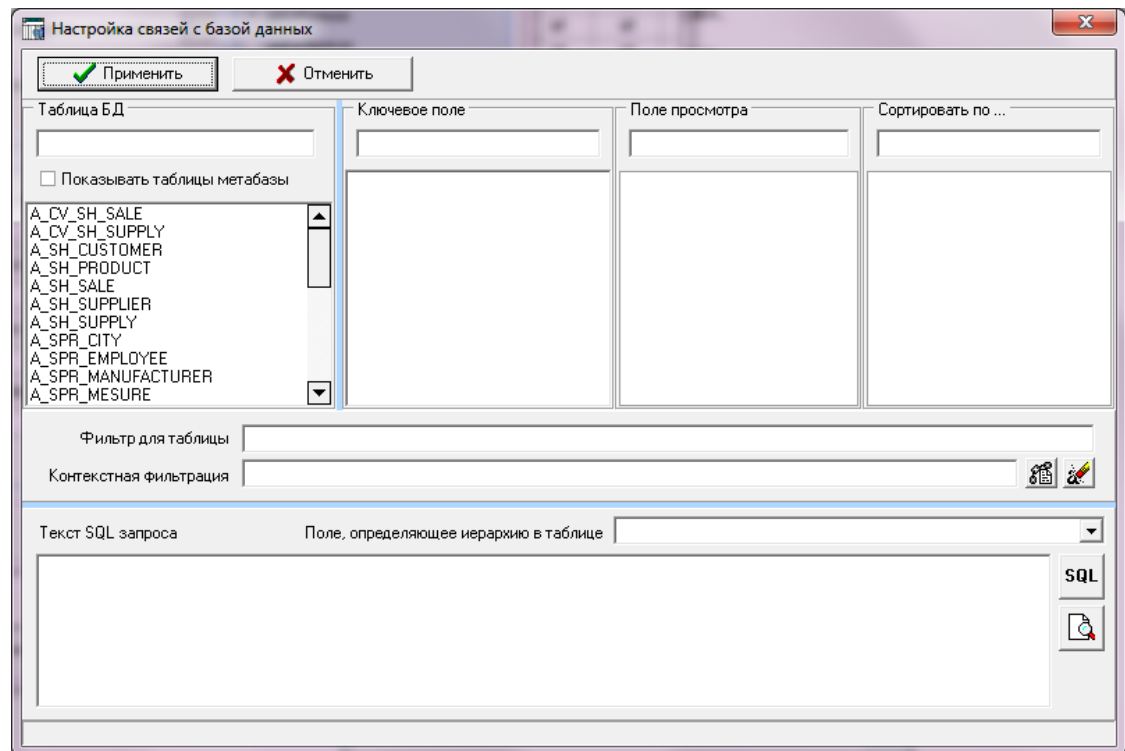 Настройка связей с базой данных
Применить
Отменить
Таблица БД
Ключевое поле
Поле просмотра
Сортировать по ...
Показывать таблицы метабазы
A_CV_SH_SALE
A_CV_SH_SUPPLY
A_SH_CUSTOMER
A_SH_PRODUCT
A_SH_SALE
A_SH_SUPPLIER
A_SH_SUPPLY
A_SPR_CITY
A_SPR_EMPLOYEE
A_SPR_MANUFACTURER
A_SPR_MESURE
Фильтр для таблицы
Контекстная фильтрация
Текст SQL запроса
Поле, определяющее иерархию в таблице
SQL